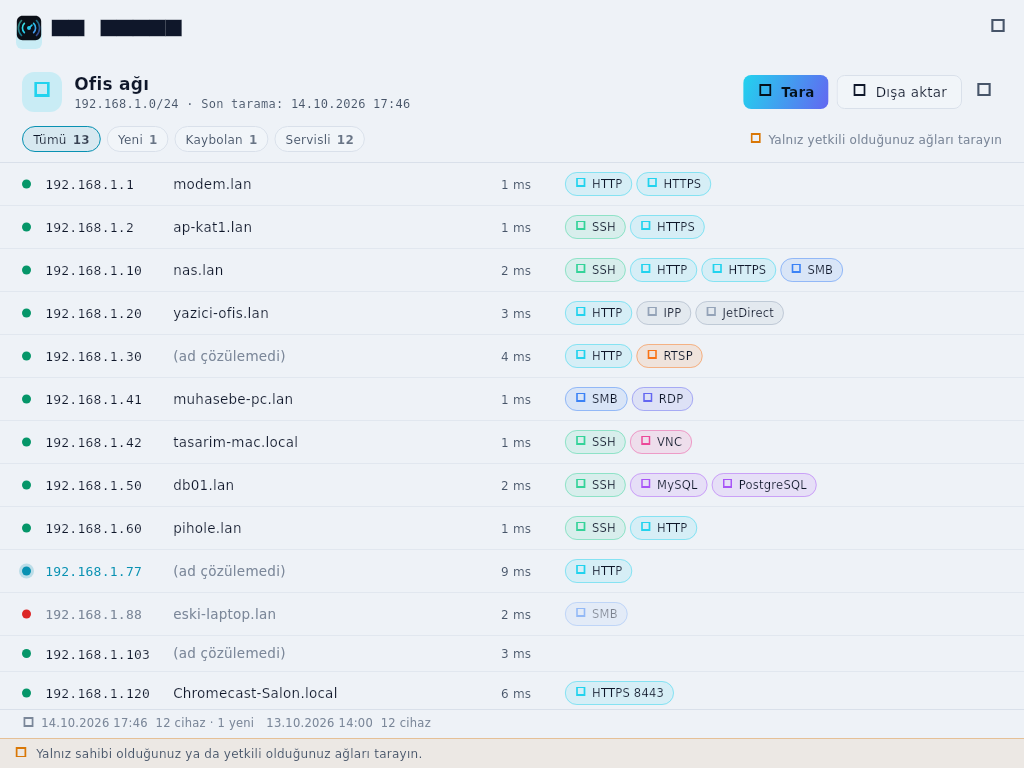 Ofis ağı
192.168.1.0/24 · Son tarama: 14.10.2026 17:46
Tara
Dışa aktar
Tümü 13 Yeni 1 Kaybolan 1 Servisli 12
Yalnız yetkili olduğunuz ağları tarayın
192.168.1.1 modem.lan 1 ms HTTP HTTPS
192.168.1.2 ap-kat1.lan 1 ms SSH HTTPS
192.168.1.10 nas.lan 2 ms SSH HTTP HTTPS SMB
192.168.1.20 yazici-ofis.lan 3 ms HTTP IPP JetDirect
192.168.1.30 (ad çözülemedi) 4 ms HTTP RTSP
192.168.1.41 muhasebe-pc.lan 1 ms SMB RDP
192.168.1.42 tasarim-mac.local 1 ms SSH VNC
192.168.1.50 db01.lan 2 ms SSH MySQL PostgreSQL
192.168.1.60 pihole.lan 1 ms SSH HTTP
192.168.1.77 (ad çözülemedi) 9 ms HTTP
192.168.1.88 eski-laptop.lan 2 ms SMB
192.168.1.103 (ad çözülemedi) 3 ms
192.168.1.120 Chromecast-Salon.local 6 ms HTTPS 8443
14.10.2026 17:46 12 cihaz · 1 yeni 13.10.2026 14:00 12 cihaz
Yalnız sahibi olduğunuz ya da yetkili olduğunuz ağları tarayın.